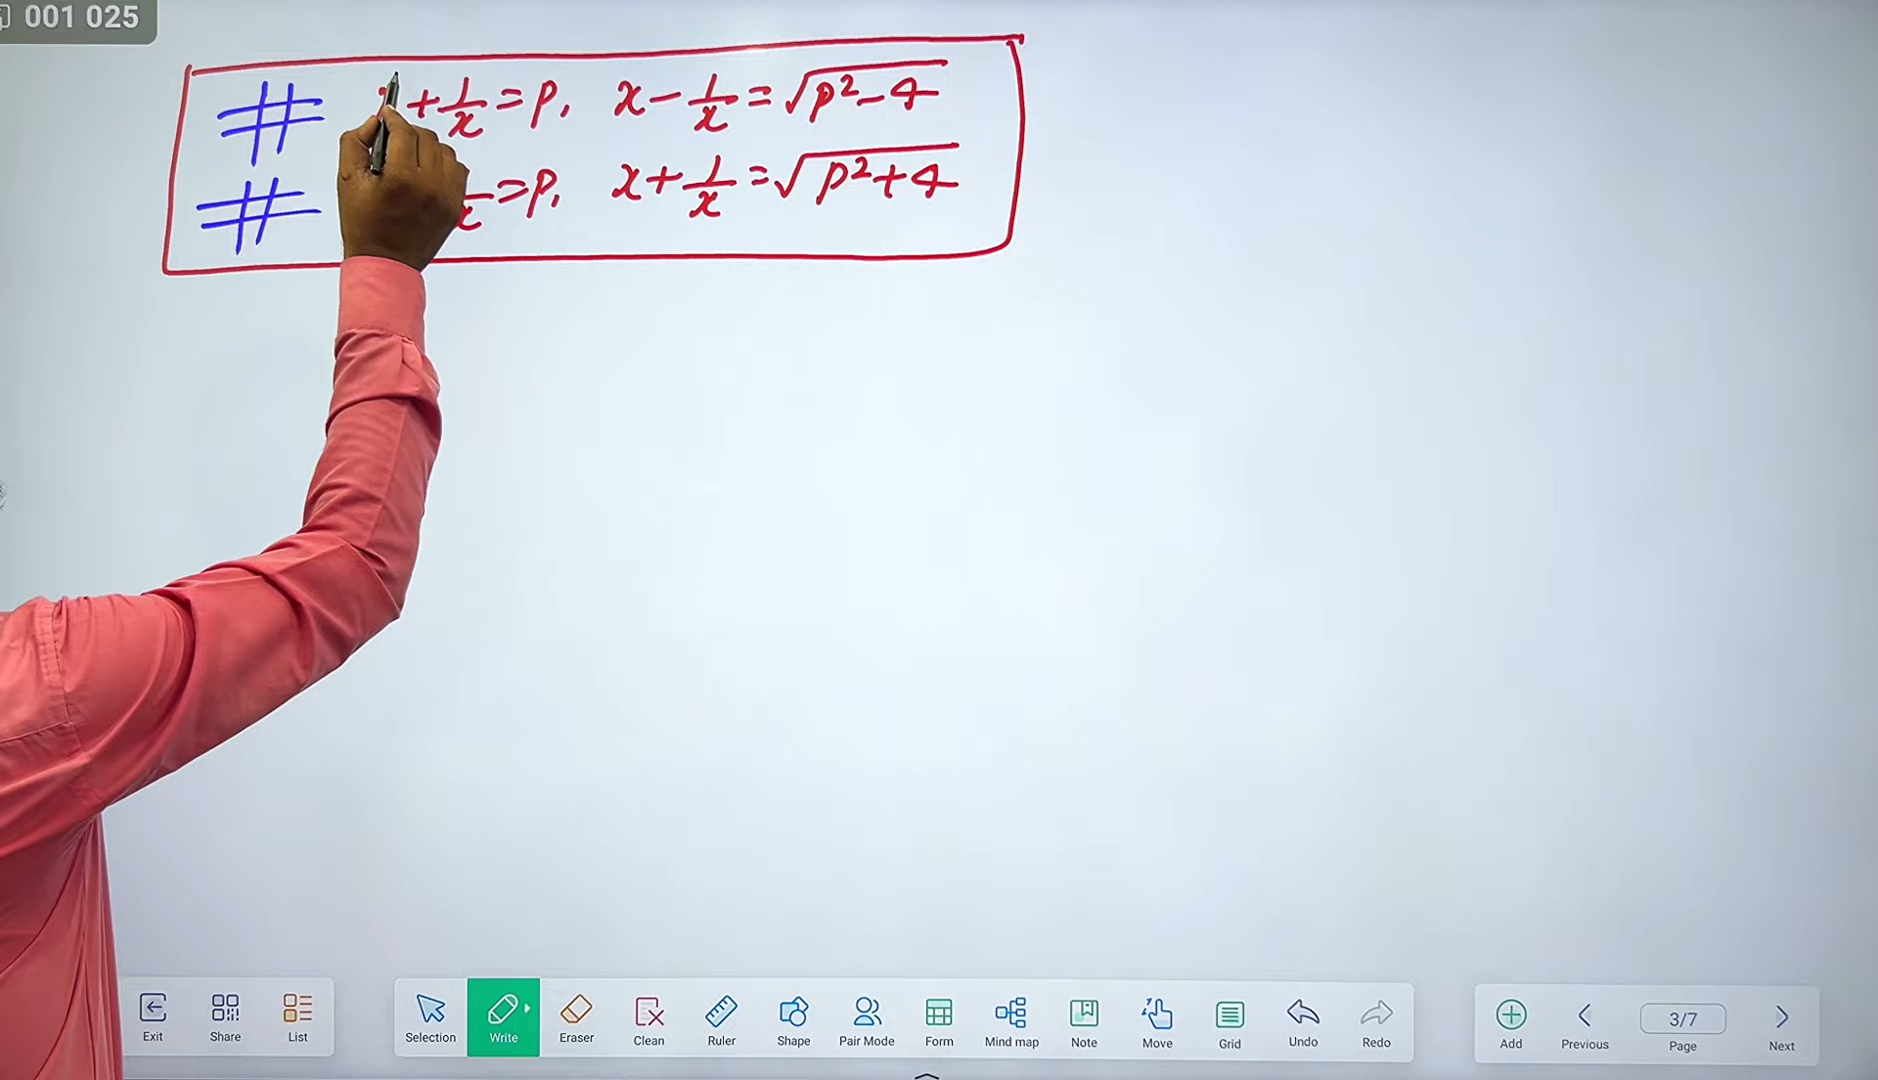 001 025
# + 1/x = p, x - 1/x = √(p² - 4)
# = p, x + 1/x = √(p² + 4)
Exit Share List Selection Write Eraser Clean Ruler Shape Pair Mode Form Mind map Note Move Grid Undo Redo Add Previous 3/7 Page Next